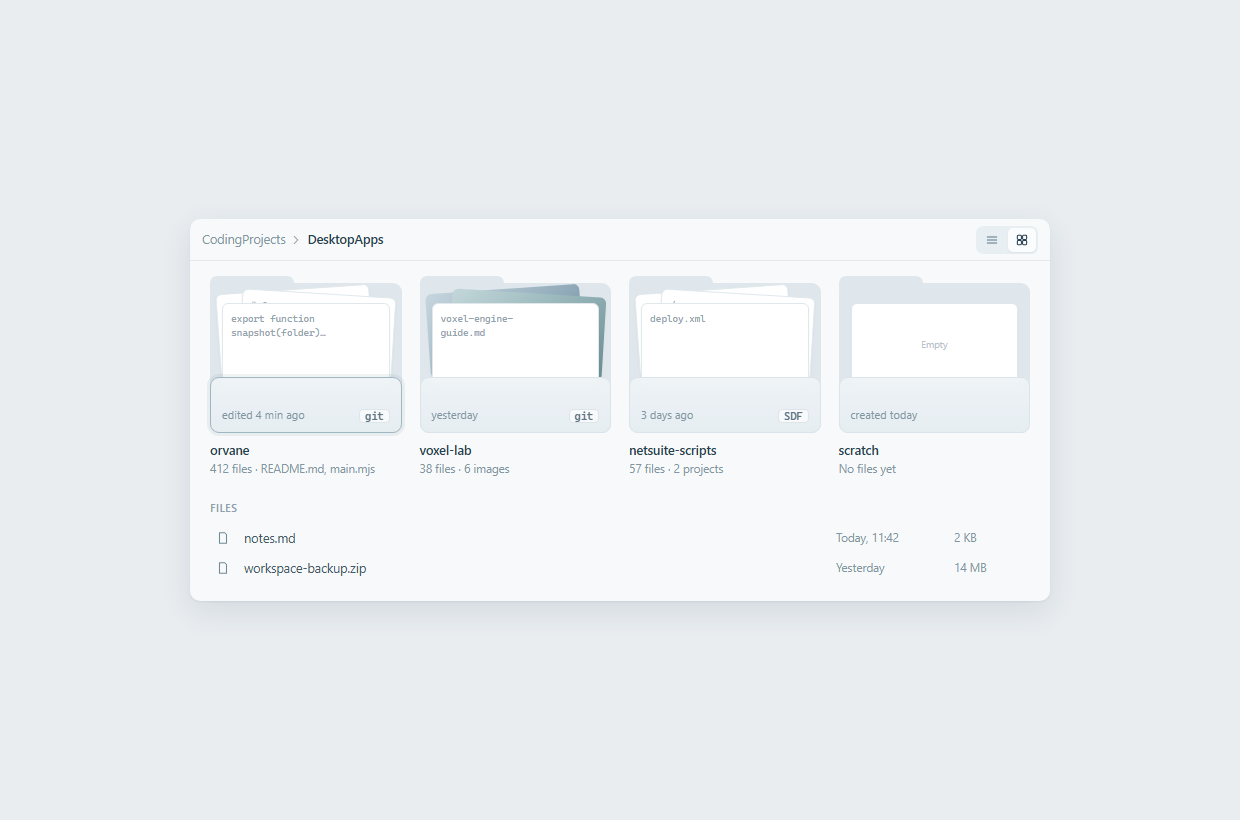 CodingProjects > DesktopApps
export function
snapshot(folder)…
edited 4 min ago git
orvane
412 files · README.md, main.mjs
voxel-engine-
guide.md
yesterday git
voxel-lab
38 files · 6 images
deploy.xml
3 days ago SDF
netsuite-scripts
57 files · 2 projects
Empty
created today
scratch
No files yet
FILES
notes.md Today, 11:42 2 KB
workspace-backup.zip Yesterday 14 MB